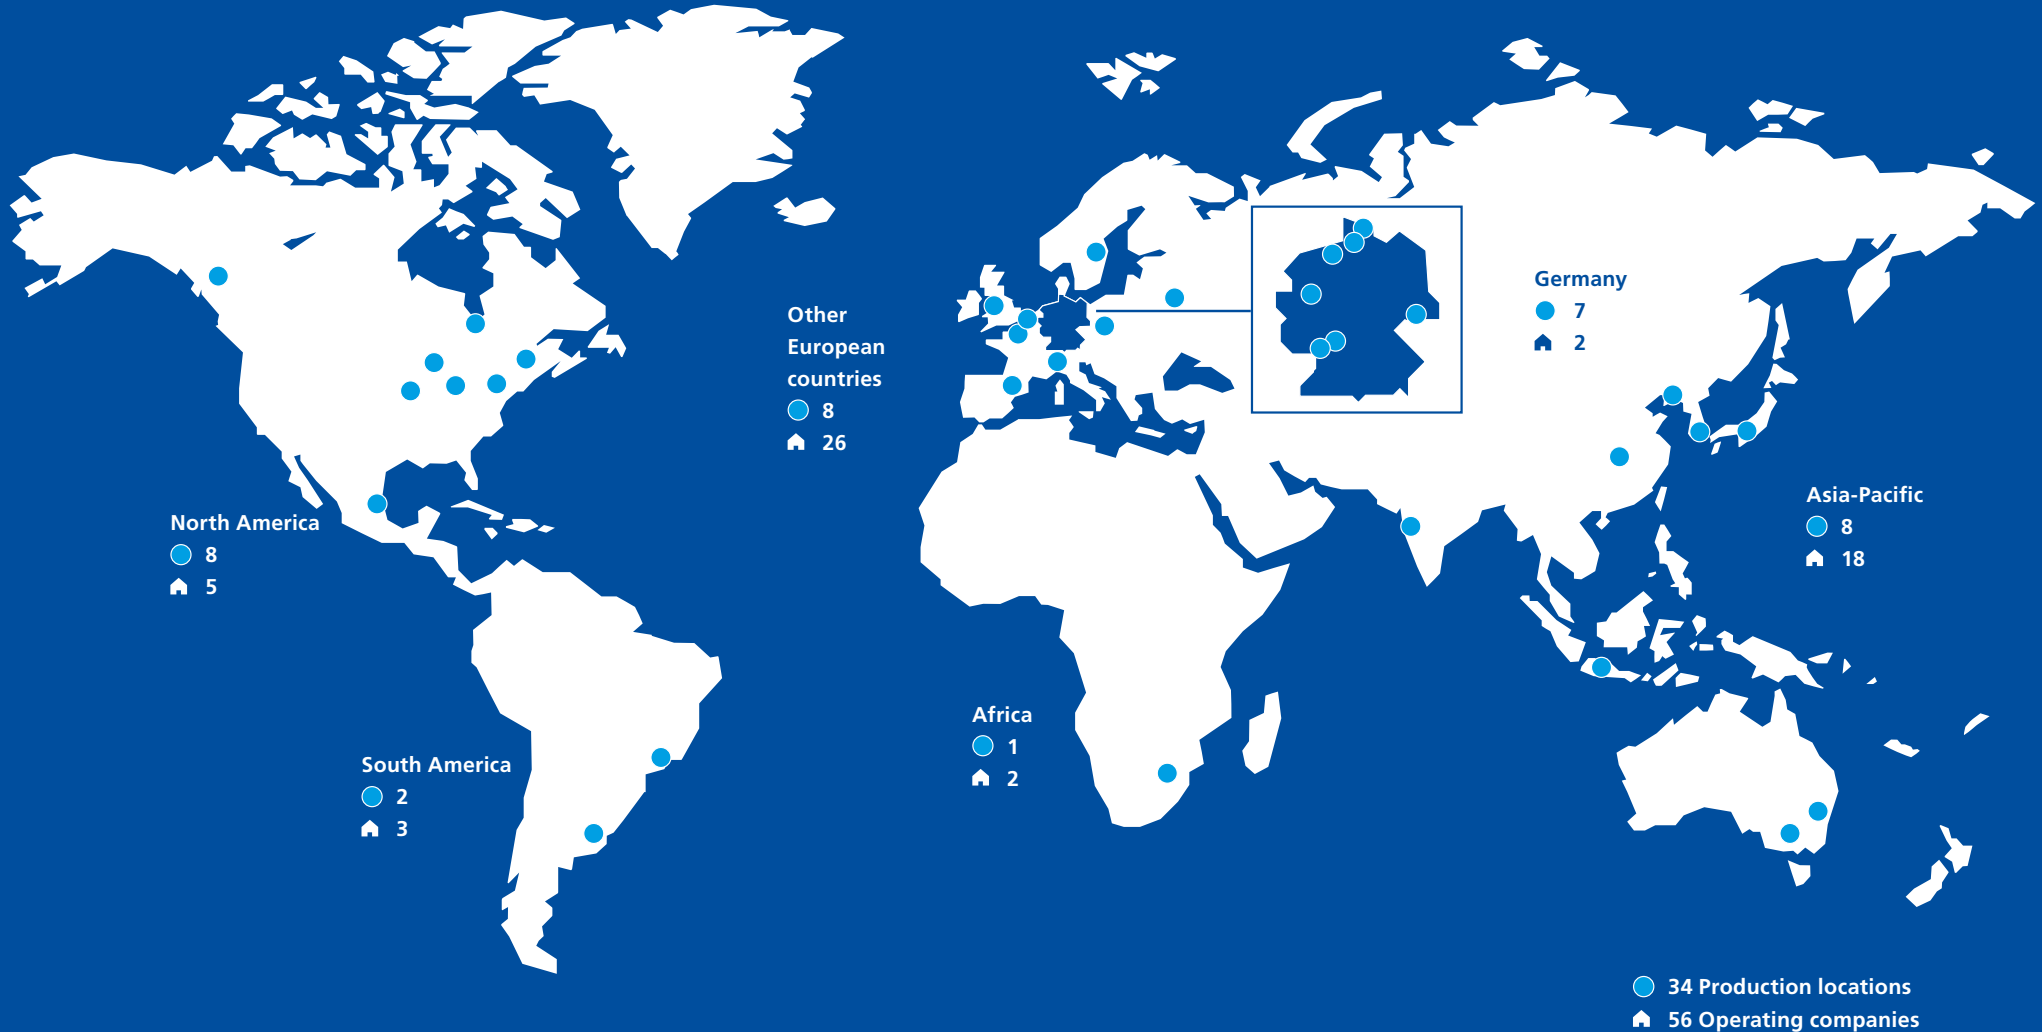 Other
European
countries
8
26
Germany
7
2
North America
8
5
Asia-Pacific
8
18
South America
2
3
Africa
1
2
34 Production locations
56 Operating companies